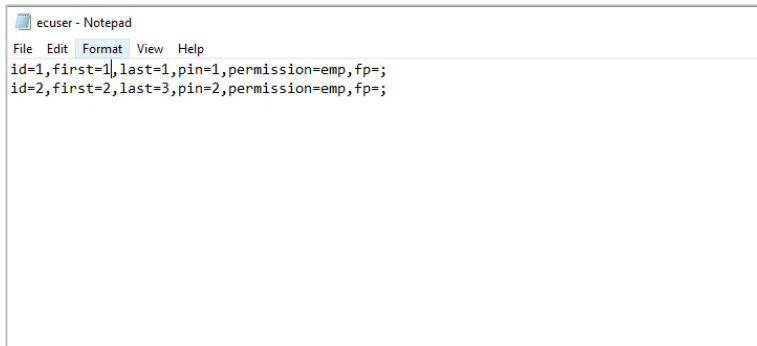 ecuser - Notepad
File Edit Format View Help
id=1,first=1,last=1,pin=1,permission=emp,fp=;
id=2,first=2,last=3,pin=2,permission=emp,fp=;